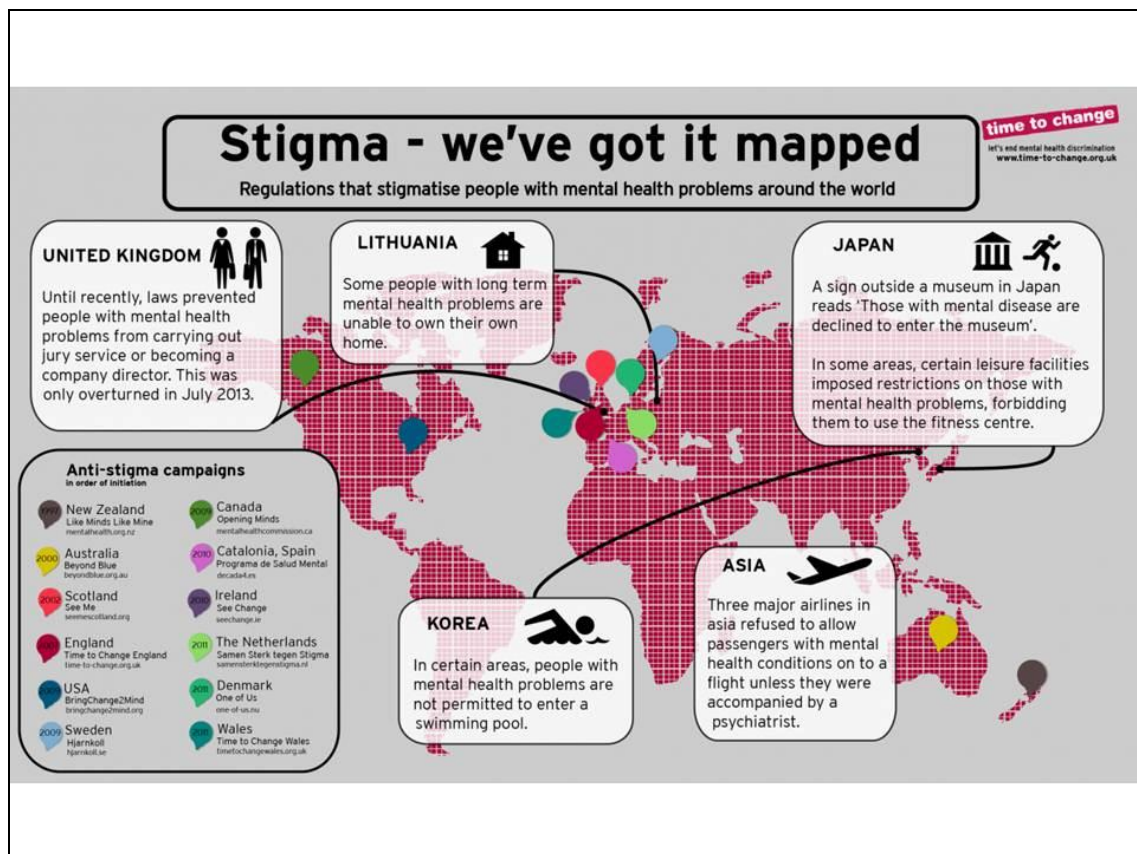 Stigma - we've got it mapped
Regulations that stigmatise people with mental health problems around the world
time to change
let's end mental health discrimination
www.time-to-change.org.uk
UNITED KINGDOM
Until recently, laws prevented
people with mental health
problems from carrying out
jury service or becoming a
company director. This was
only overturned in July 2013.
LITHUANIA
Some people with long term
mental health problems are
unable to own their own
home.
JAPAN
A sign outside a museum in Japan
reads 'Those with mental disease are
declined to enter the museum'.
In some areas, certain leisure facilities
imposed restrictions on those with
mental health problems, forbidding
them to use the fitness centre.
Anti-stigma campaigns
in order of initiation
New Zealand
Like Minds Like Mine
mentalhealth.org.nz
2000
Australia
Beyond Blue
beyondblue.org.au
2002
Scotland
See Me
seemescotland.org
England
Time to Change England
time-to-change.org.uk
USA
BringChange2Mind
bringchange2mind.org
2009
Sweden
Hjarnkoll
hjarnkoll.se
2009
Canada
Opening Minds
mentalhealthcommission.ca
2010
Catalonia, Spain
Programa de Salud Mental
decada4.es
Ireland
See Change
seechange.ie
2011
The Netherlands
Samen Sterk tegen Stigma
samensterktegenstigma.nl
2011
Denmark
One of Us
one-of-us.nu
Wales
Time to Change Wales
timetochangewales.org.uk
KOREA
In certain areas, people with
mental health problems are
not permitted to enter a
swimming pool.
ASIA
Three major airlines in
asia refused to allow
passengers with mental
health conditions on to a
flight unless they were
accompanied by a
psychiatrist.